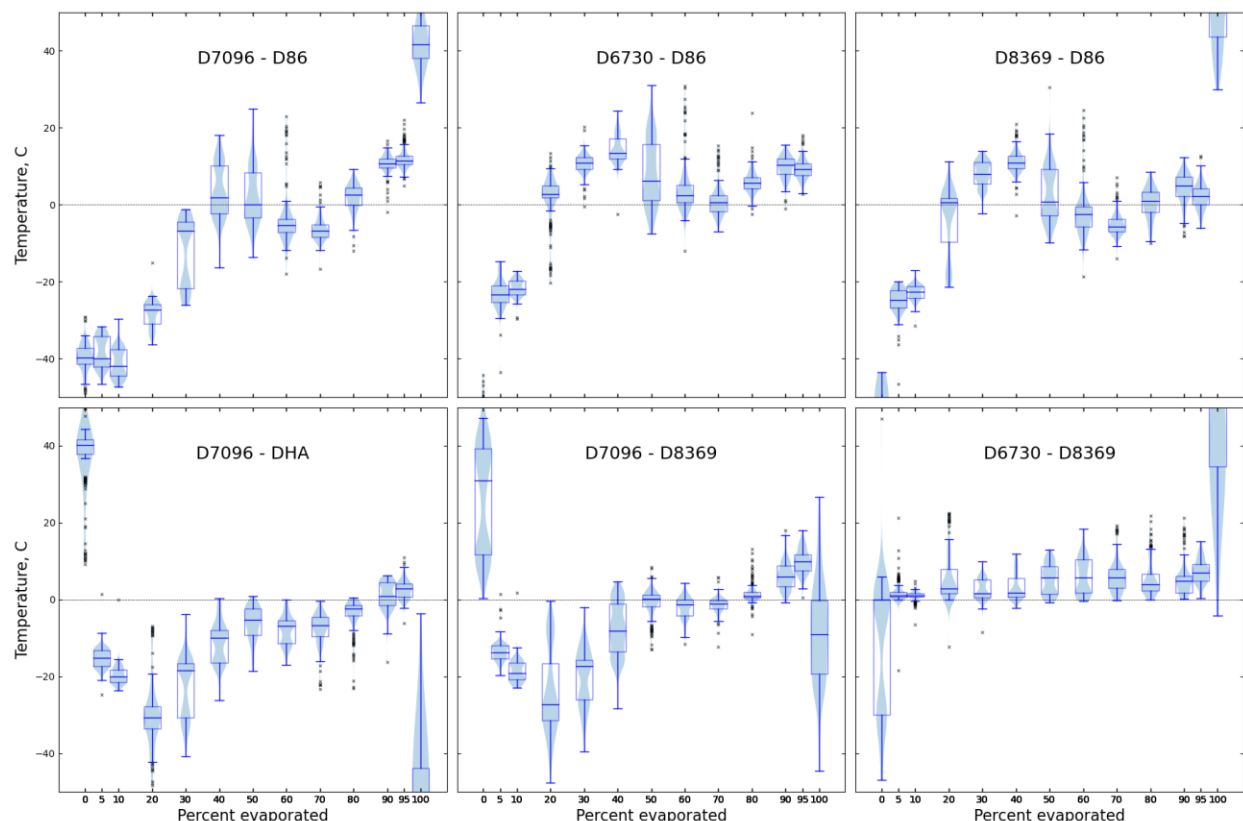 D7096 - D86
D6730 - D86
D8369 - D86
40
20
0
−20
−40
Temperature, C
D7096 - DHA
D7096 - D8369
D6730 - D8369
40
20
0
−20
−40
Temperature, C
0 5 10 20 30 40 50 60 70 80 90 95 100
0 5 10 20 30 40 50 60 70 80 90 95 100
0 5 10 20 30 40 50 60 70 80 90 95 100
Percent evaporated
Percent evaporated
Percent evaporated